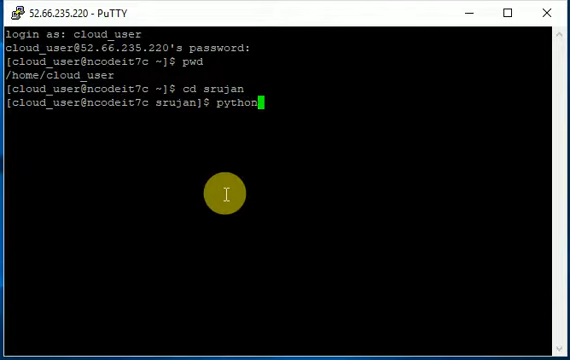 52.66.235.220 - PuTTY
login as: cloud_user
cloud_user@52.66.235.220's password:
[cloud_user@ncodeit7c ~]$ pwd
/home/cloud_user
[cloud_user@ncodeit7c ~]$ cd srujan
[cloud_user@ncodeit7c srujan]$ python